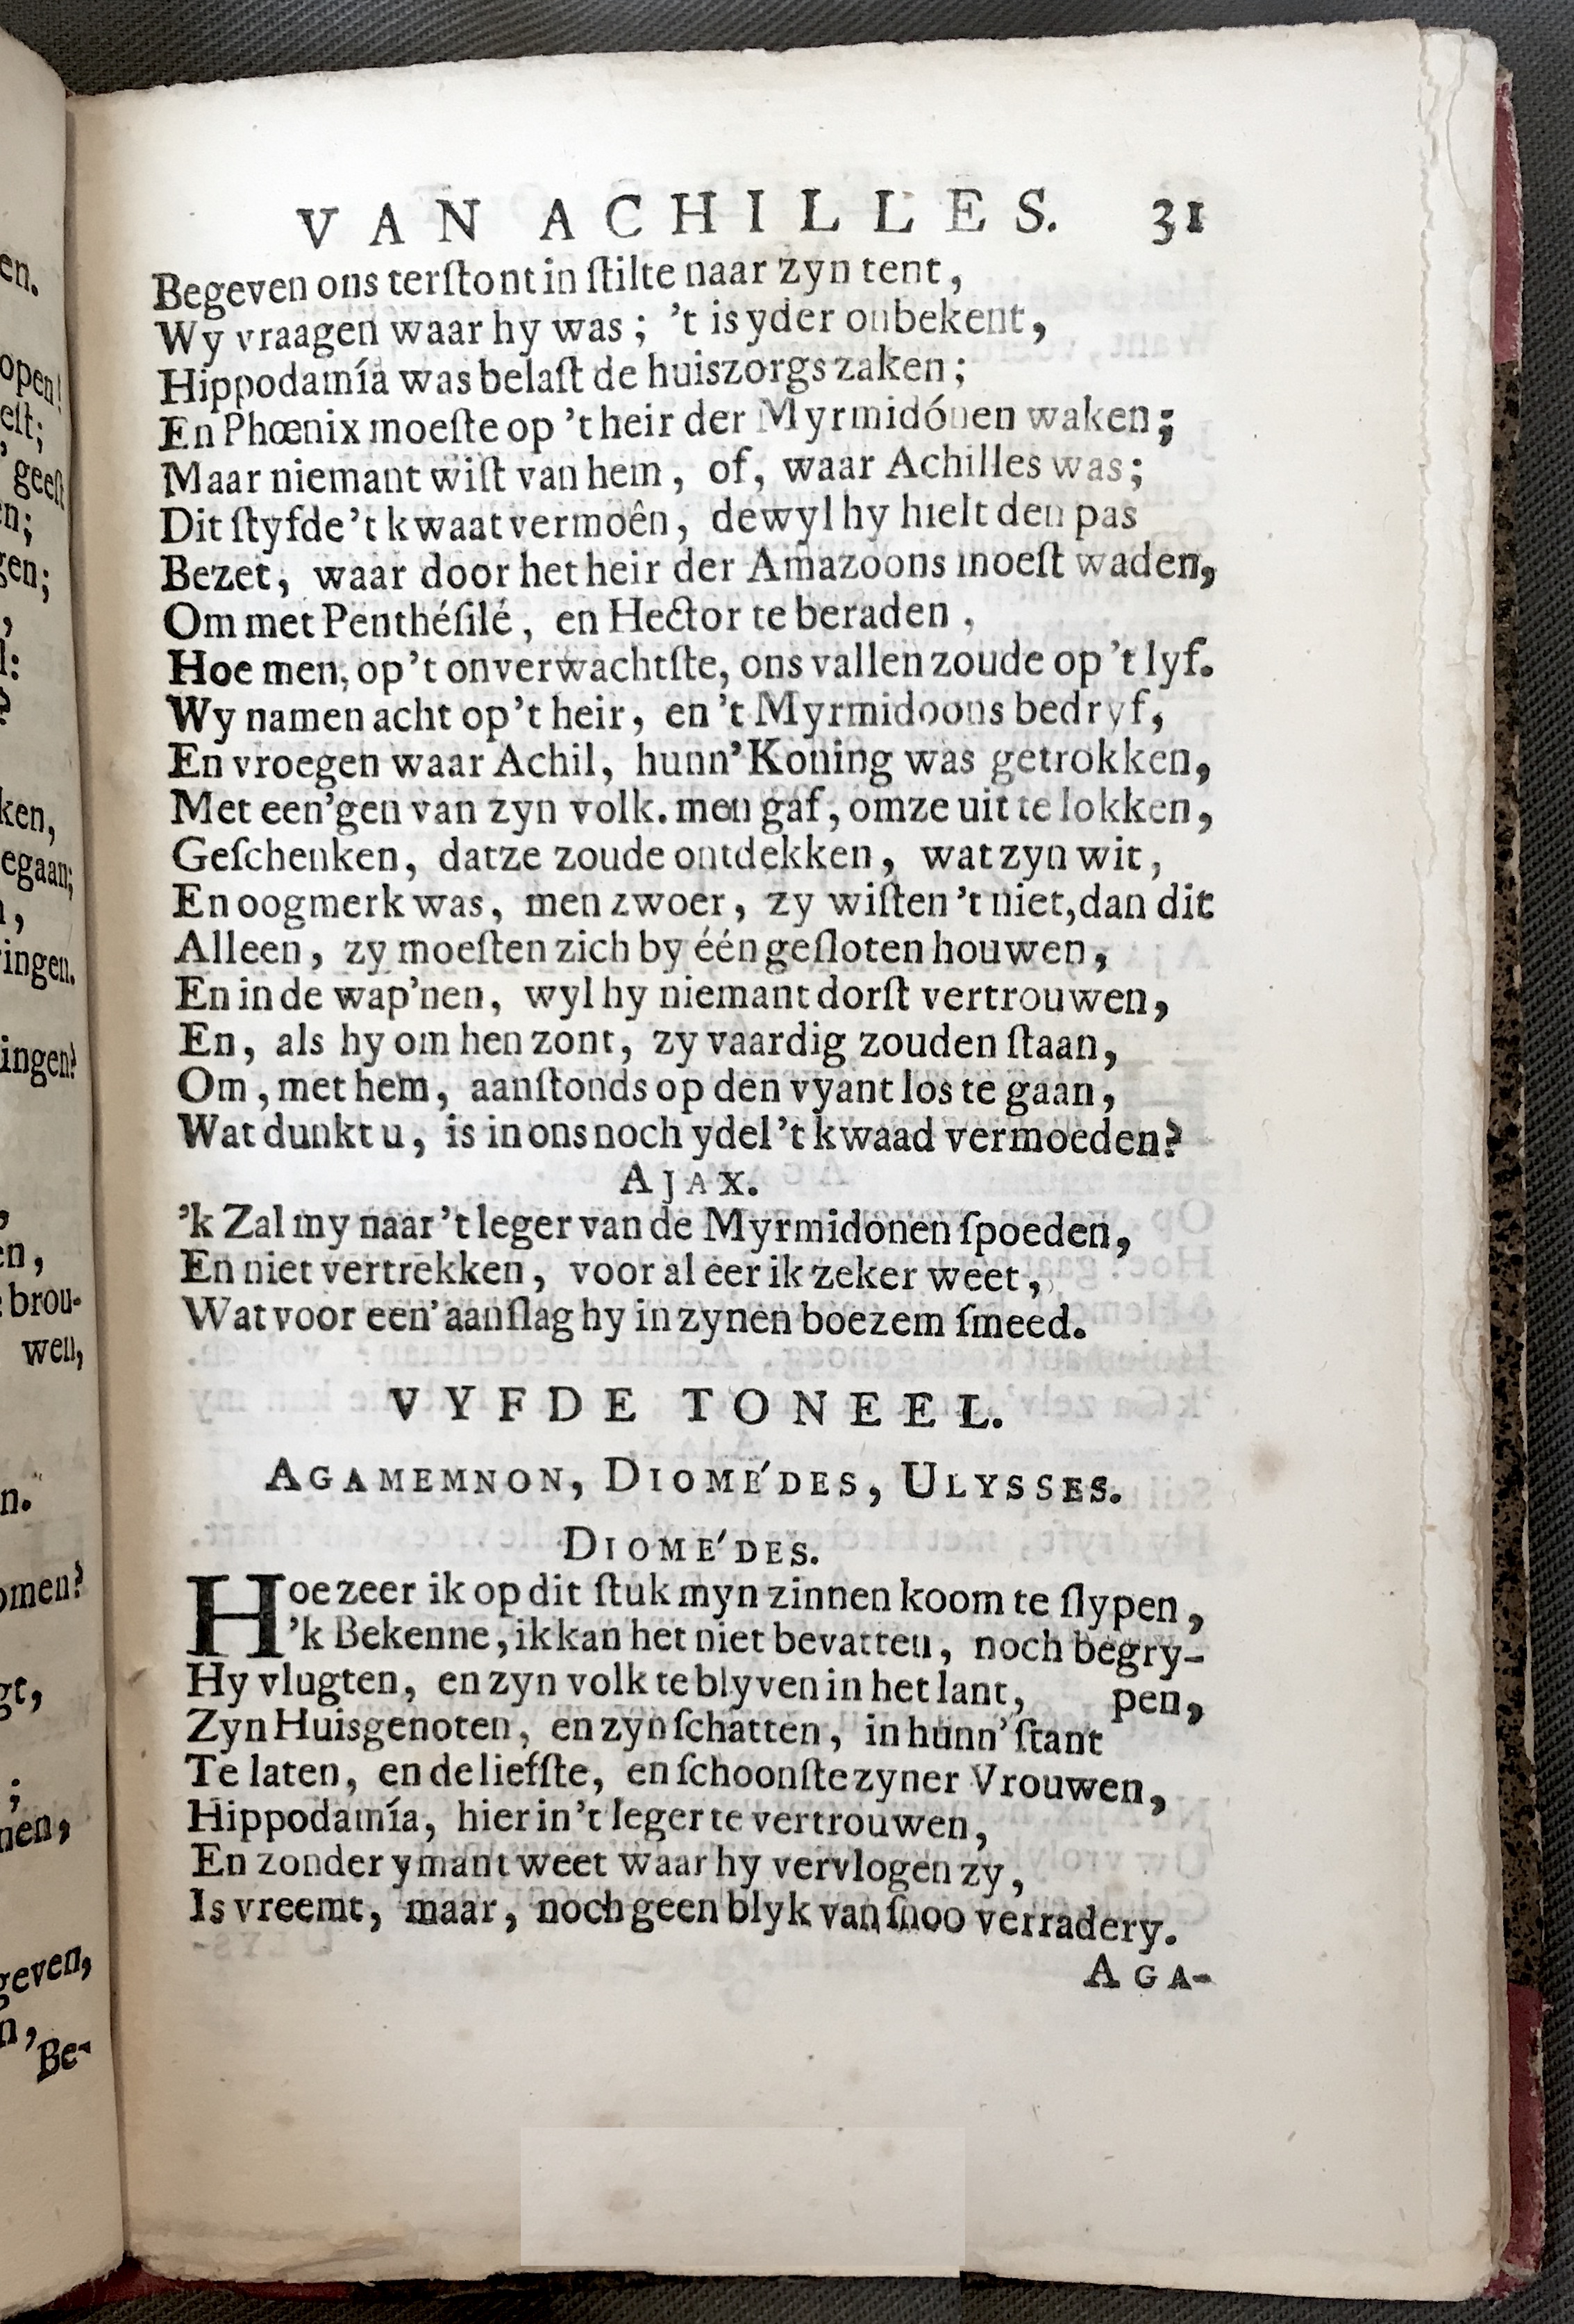 VAN ACHILLES. 31
Begeven ons terſtont in ſtilte naar zyn tent,
Wy vraagen waar hy was; 't is yder onbekent,
Hippodamía was belaſt de huiszorgs zaken;
En Phœnix moeſte op 't heir der Myrmidónen waken;
Maar niemant wiſt van hem, of, waar Achilles was;
Dit ſtyfde 't kwaat vermoên, dewyl hy hielt den pas
Bezet, waar door het heir der Amazoons moeſt waden,
Om met Penthéſilé, en Hector te beraden,
Hoe men, op 't onverwachtſte, ons vallen zoude op 't lyf.
Wy namen acht op 't heir, en 't Myrmidoons bedryf,
En vroegen waar Achil, hunn' Koning was getrokken,
Met een'gen van zyn volk. men gaf, omze uit te lokken,
Geſchenken, datze zoude ontdekken, wat zyn wit,
En oogmerk was, men zwoer, zy wiſten 't niet, dan dit
Alleen, zy moeſten zich by één geſloten houwen,
En in de wap'nen, wyl hy niemant dorſt vertrouwen,
En, als hy om hen zont, zy vaardig zouden ſtaan,
Om, met hem, aanſtonds op den vyant los te gaan,
Wat dunkt u, is in ons noch ydel 't kwaad vermoeden?
AJAX.
'k Zal my naar 't leger van de Myrmidonen ſpoeden,
En niet vertrekken, voor al eer ik zeker weet,
Wat voor een' aanſlag hy in zynen boezem ſmeed.
VYFDE TONEEL.
AGAMEMNON, DIOMÉDES, ULYSSES.
DIOMÉDES.
Hoe zeer ik op dit ſtuk myn zinnen koom te ſlypen,
'k Bekenne, ik kan het niet bevatten, noch begry-
Hy vlugten, en zyn volk te blyven in het lant, pen,
Zyn Huisgenoten, en zyn ſchatten, in hunn' ſtant
Te laten, en de liefſte, en ſchoonſte zyner Vrouwen,
Hippodamía, hier in 't leger te vertrouwen,
En zonder ymant weet waar hy vervlogen zy,
Is vreemt, maar, noch geen blyk van ſnoo verradery.
AGA-